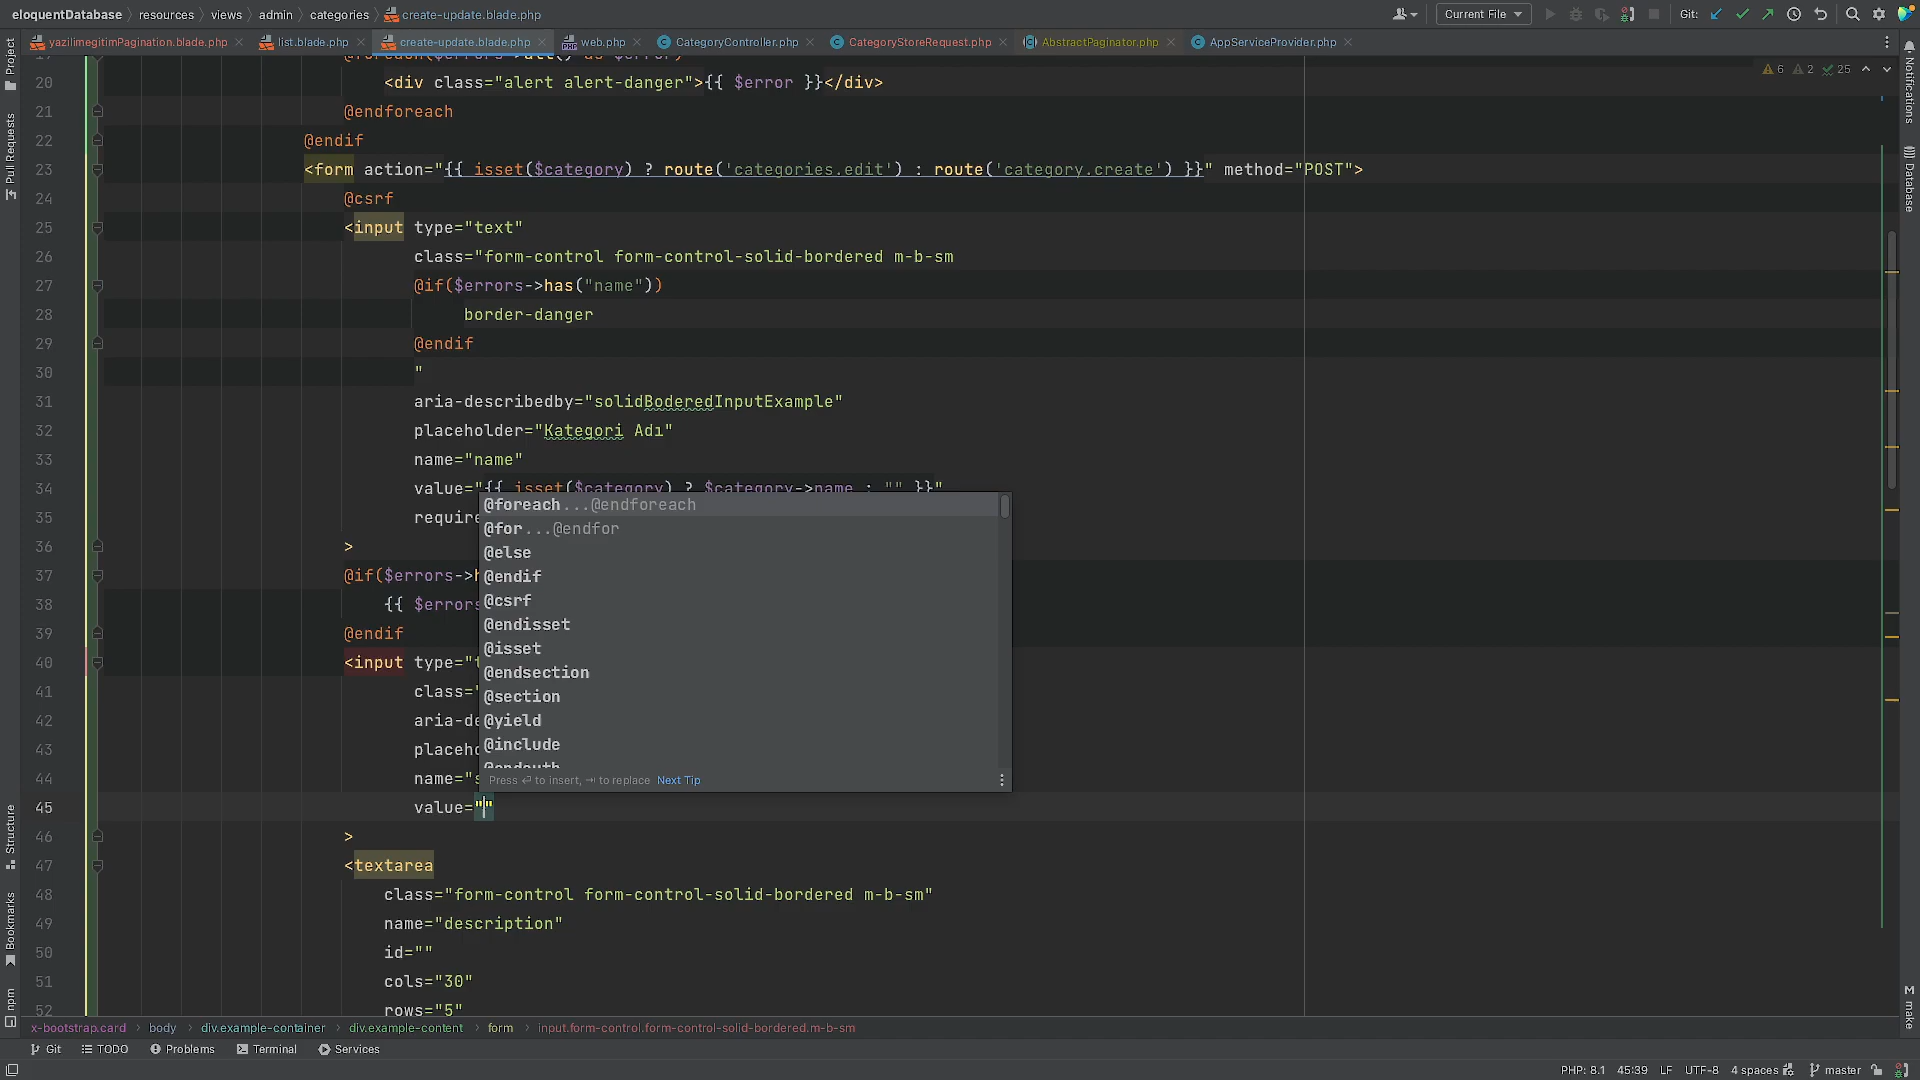 eloquentDatabase resources views admin categories create-update.blade.php
Current File Git:
yazilimegitimPagination.blade.php list.blade.php create-update.blade.php web.php CategoryController.php CategoryStoreRequest.php AbstractPaginator.php AppServiceProvider.php
6 2 25
20 <div class="alert alert-danger">{{ $error }}</div>
21 @endforeach
22 @endif
23 <form action="{{ isset($category) ? route('categories.edit') : route('category.create') }}" method="POST">
24 @csrf
25 <input type="text"
26 class="form-control form-control-solid-bordered m-b-sm
27 @if($errors->has("name"))
28 border-danger
29 @endif
30 "
31 aria-describedby="solidBoderedInputExample"
32 placeholder="Kategori Adı"
33 name="name"
34 value="{{ isset($category) ? $category->name : "" }}"
35 require
36 >
37 @if($errors->
38 {{ $errors
39 @endif
40 <input type="
41 class=
42 aria-de
43 placeho
44 name="s
45 value=""
46 >
47 <textarea
48 class="form-control form-control-solid-bordered m-b-sm"
49 name="description"
50 id=""
51 cols="30"
52 rows="5"
@foreach...@endforeach
@for...@endfor
@else
@endif
@csrf
@endisset
@isset
@endsection
@section
@yield
@include
@endauth
Press ⏎ to insert, ⇥ to replace Next Tip
x-bootstrap.card body div.example-container div.example-content form input.form-control.form-control-solid-bordered.m-b-sm
Git TODO Problems Terminal Services
PHP: 8.1 45:39 LF UTF-8 4 spaces master
Project
Pull Requests
Structure
Bookmarks
npm
Notifications
Database
M make